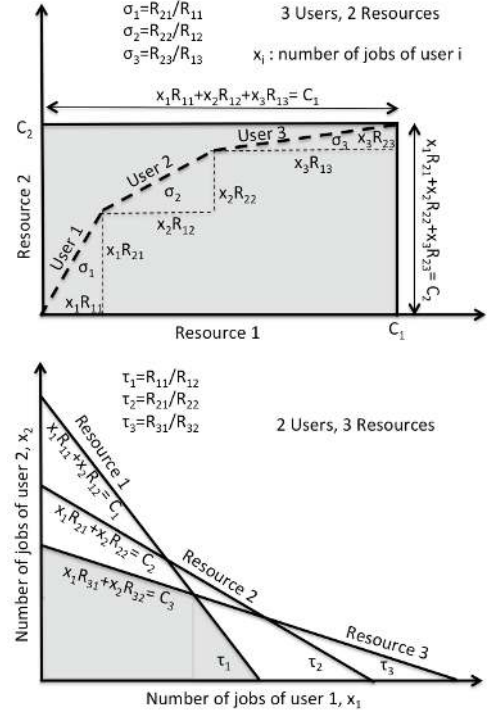 σ₁=R₂₁/R₁₁
σ₂=R₂₂/R₁₂
σ₃=R₂₃/R₁₃
3 Users, 2 Resources
xᵢ : number of jobs of user i
x₁R₁₁+x₂R₁₂+x₃R₁₃= C₁
C₂
User 3
σ₃ x₃R₂₃
User 2
x₃R₁₃
σ₂
x₂R₂₂
x₂R₁₂
User 1
x₁R₂₁
σ₁
x₁R₁₁
x₁R₂₁+x₂R₂₂+x₃R₂₃= C₂
Resource 2
Resource 1
C₁
τ₁=R₁₁/R₁₂
τ₂=R₂₁/R₂₂
τ₃=R₃₁/R₃₂
2 Users, 3 Resources
Resource 1
x₁R₁₁+x₂R₁₂= C₁
x₁R₂₁+x₂R₂₂= C₂
Resource 2
x₁R₃₁+x₂R₃₂= C₃
Resource 3
τ₁
τ₂
τ₃
Number of jobs of user 2, x₂
Number of jobs of user 1, x₁